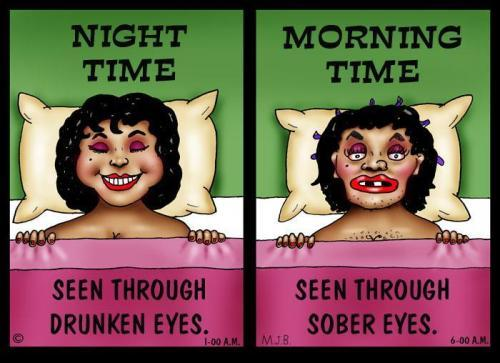 NIGHT
TIME
SEEN THROUGH
DRUNKEN EYES.
©
1-00 A.M.
MORNING
TIME
SEEN THROUGH
SOBER EYES.
M.J.B.
6-00 A.M.